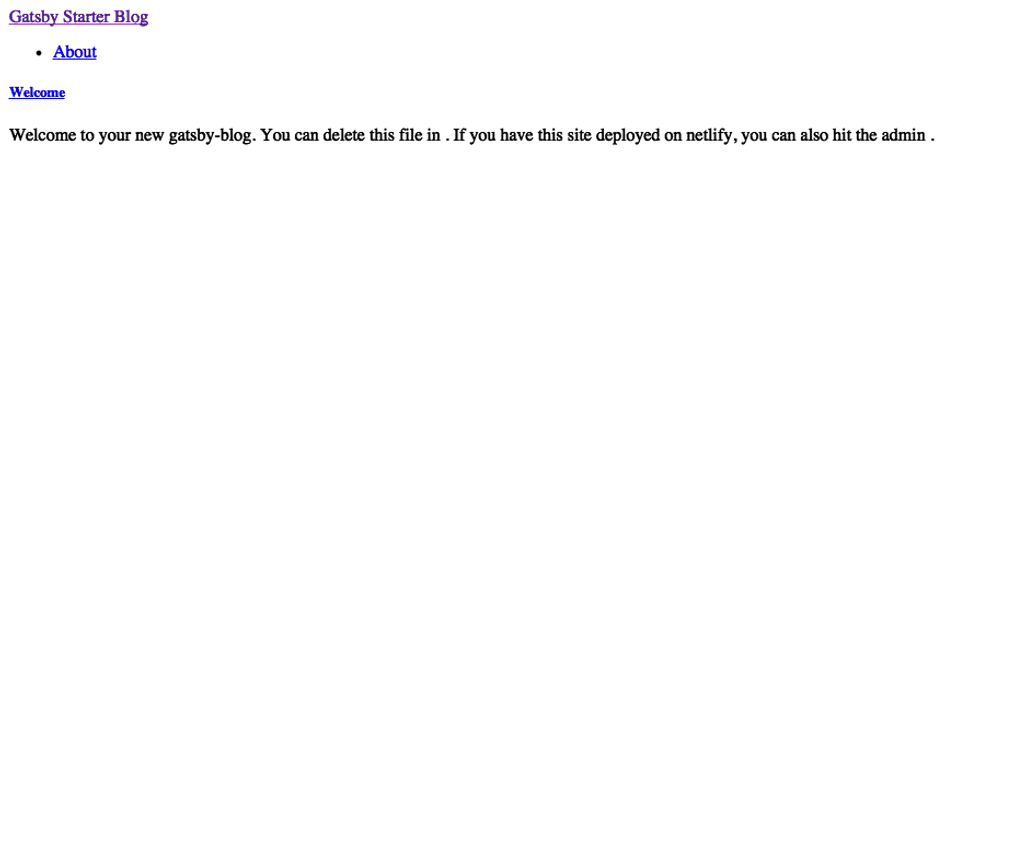 Gatsby Starter Blog
About
Welcome
Welcome to your new gatsby-blog. You can delete this file in . If you have this site deployed on netlify, you can also hit the admin .